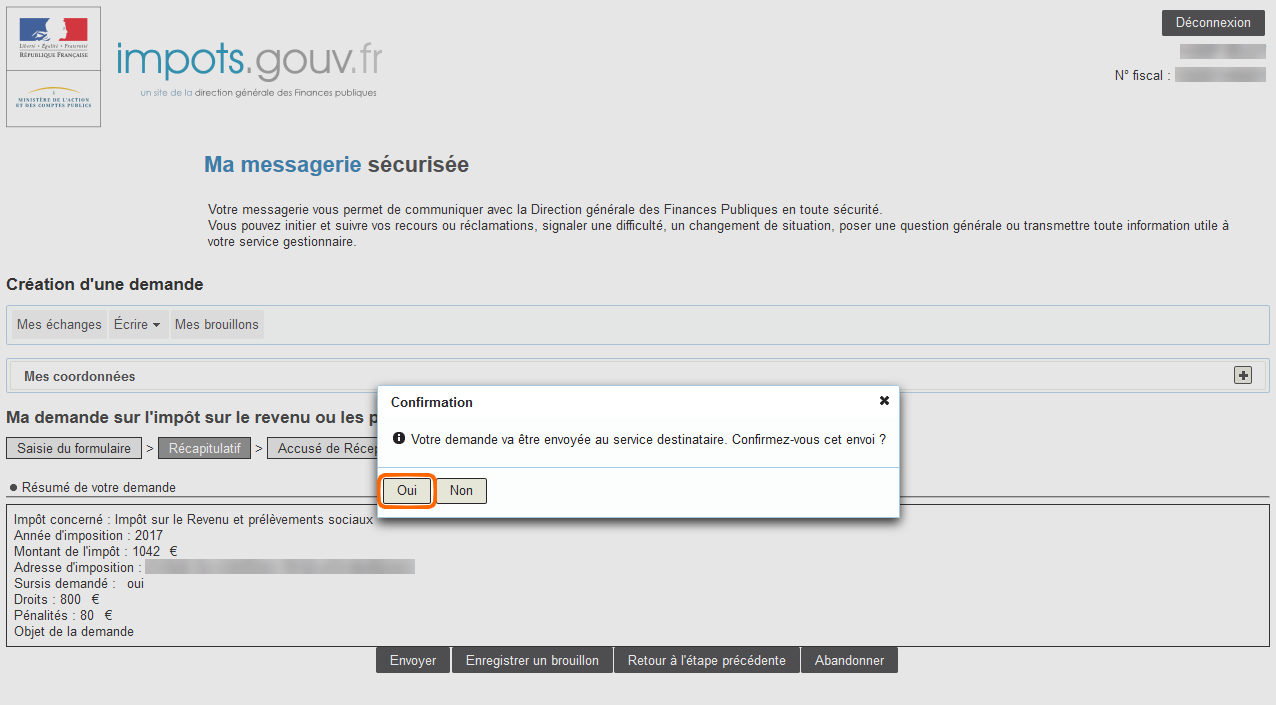 Liberté • Égalité • Fraternité
RÉPUBLIQUE FRANÇAISE
MINISTÈRE DE L'ACTION
ET DES COMPTES PUBLICS
impots.gouv.fr
un site de la direction générale des Finances publiques
Déconnexion
N° fiscal :
Ma messagerie sécurisée
Votre messagerie vous permet de communiquer avec la Direction générale des Finances Publiques en toute sécurité.
Vous pouvez initier et suivre vos recours ou réclamations, signaler une difficulté, un changement de situation, poser une question générale ou transmettre toute information utile à
votre service gestionnaire.
Création d'une demande
Mes échanges Écrire Mes brouillons
Mes coordonnées
Ma demande sur l'impôt sur le revenu ou les p
Saisie du formulaire > Récapitulatif > Accusé de Récep
Confirmation
Votre demande va être envoyée au service destinataire. Confirmez-vous cet envoi ?
Oui Non
Résumé de votre demande
Impôt concerné : Impôt sur le Revenu et prélèvements sociaux
Année d'imposition : 2017
Montant de l'impôt : 1042 €
Adresse d'imposition :
Sursis demandé : oui
Droits : 800 €
Pénalités : 80 €
Objet de la demande
Envoyer Enregistrer un brouillon Retour à l'étape précédente Abandonner